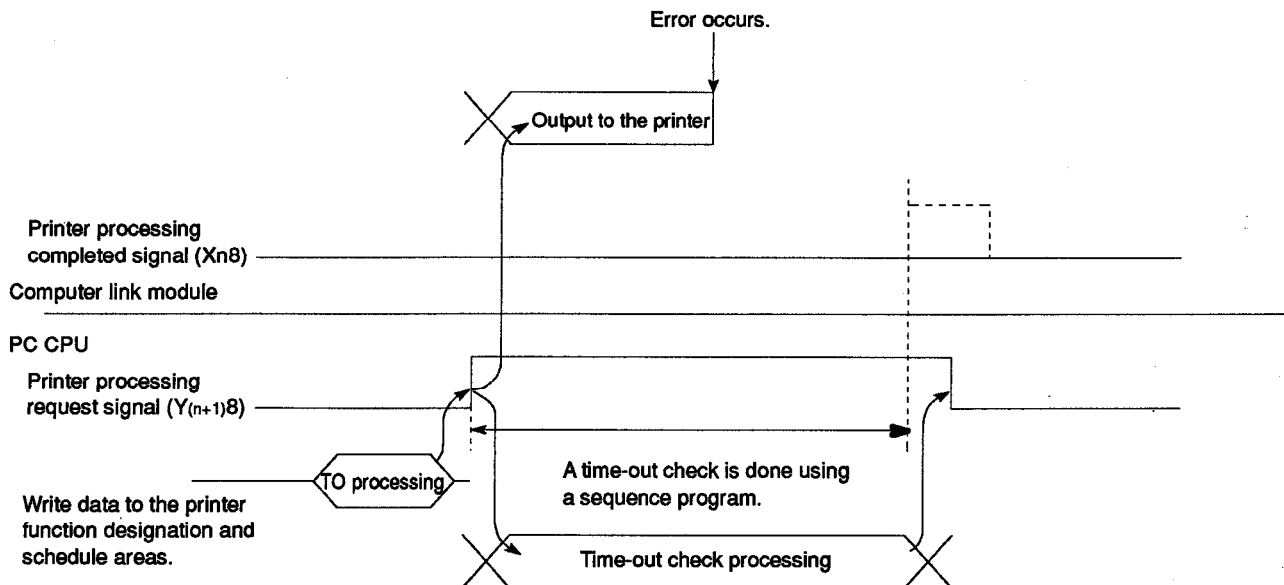 Error occurs.
Output to the printer
Printer processing
completed signal (Xn8)
Computer link module
PC CPU
Printer processing
request signal (Y(n+1)8)
TO processing
A time-out check is done using
a sequence program.
Write data to the printer
function designation and
schedule areas.
Time-out check processing